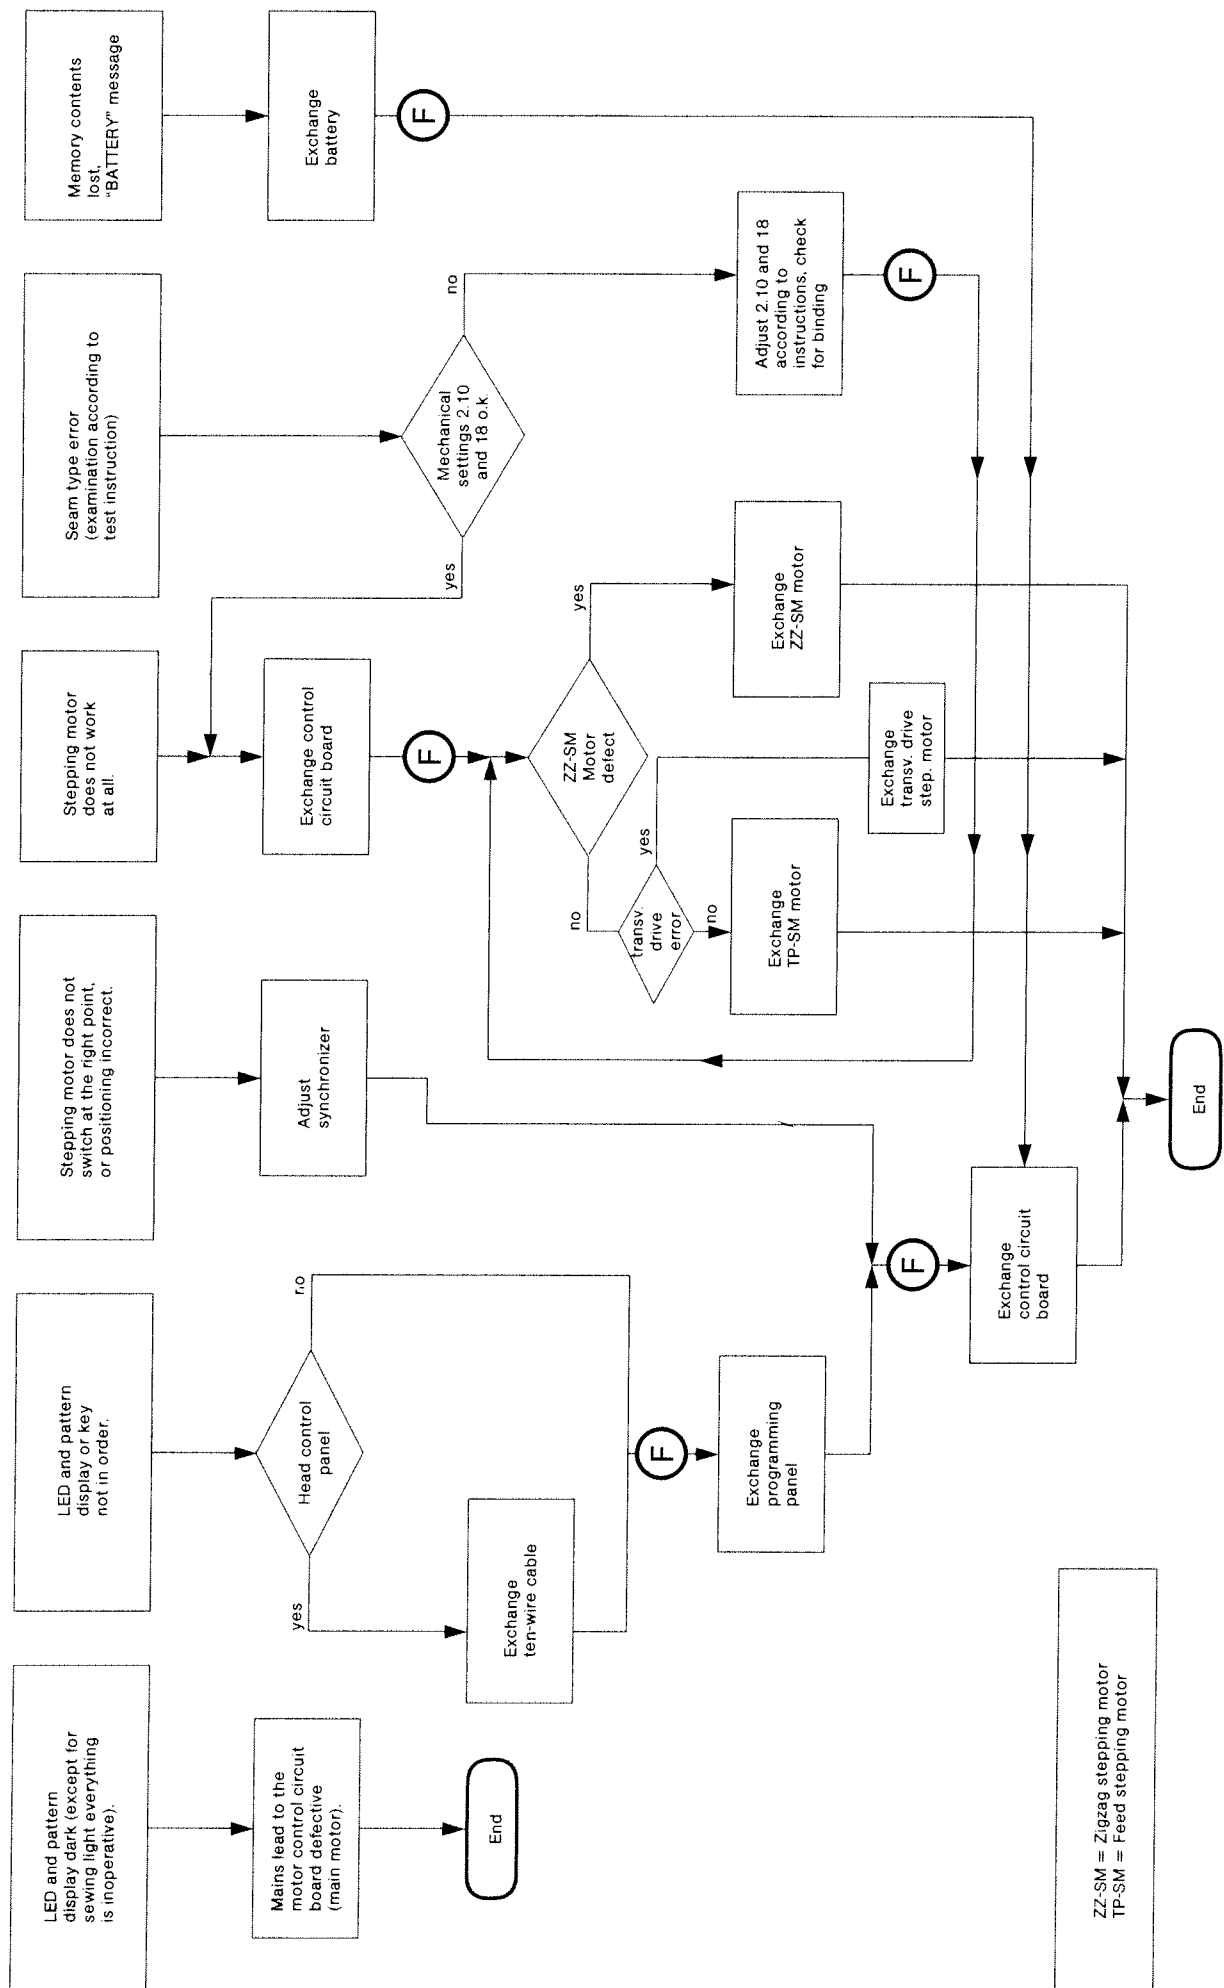 LED and pattern
display dark (except for
sewing light everything
is inoperative).
Mains lead to the
motor control circuit
board defective
(main motor).
End
LED and pattern
display or key
not in order.
Head control
panel
yes
no
Exchange
ten-wire cable
F
Exchange
programming
panel
Stepping motor does not
switch at the right point,
or positioning incorrect.
Adjust
synchronizer
F
Exchange
control circuit
board
Stepping motor
does not work
at all.
Exchange control
circuit board
F
ZZ-SM
Motor
defect
no
yes
transv.
drive
error
yes
no
Exchange
TP-SM motor
Exchange
transv. drive
step. motor
Exchange
ZZ-SM motor
End
Seam type error
(examination according to
test instruction)
Mechanical
settings 2.10
and 18 o.k.
yes
no
Adjust 2.10 and 18
according to
instructions, check
for binding
F
Memory contents
lost,
"BATTERY" message
Exchange
battery
F
ZZ-SM = Zigzag stepping motor
TP-SM = Feed stepping motor